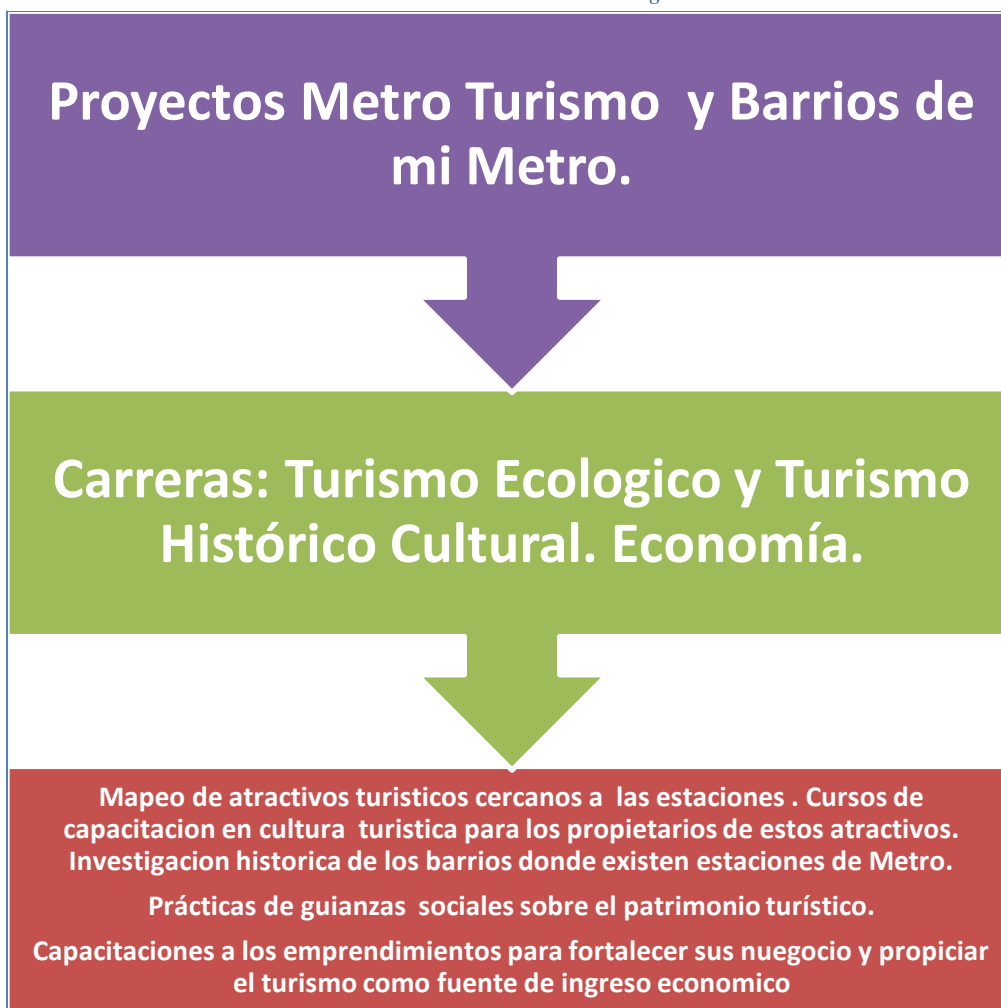 Proyectos Metro Turismo y Barrios de
mi Metro.
Carreras: Turismo Ecologico y Turismo
Histórico Cultural. Economía.
Mapeo de atractivos turisticos cercanos a las estaciones . Cursos de
capacitacion en cultura turistica para los propietarios de estos atractivos.
Investigacion historica de los barrios donde existen estaciones de Metro.
Prácticas de guianzas sociales sobre el patrimonio turístico.
Capacitaciones a los emprendimientos para fortalecer sus nuegocio y propiciar
el turismo como fuente de ingreso economico